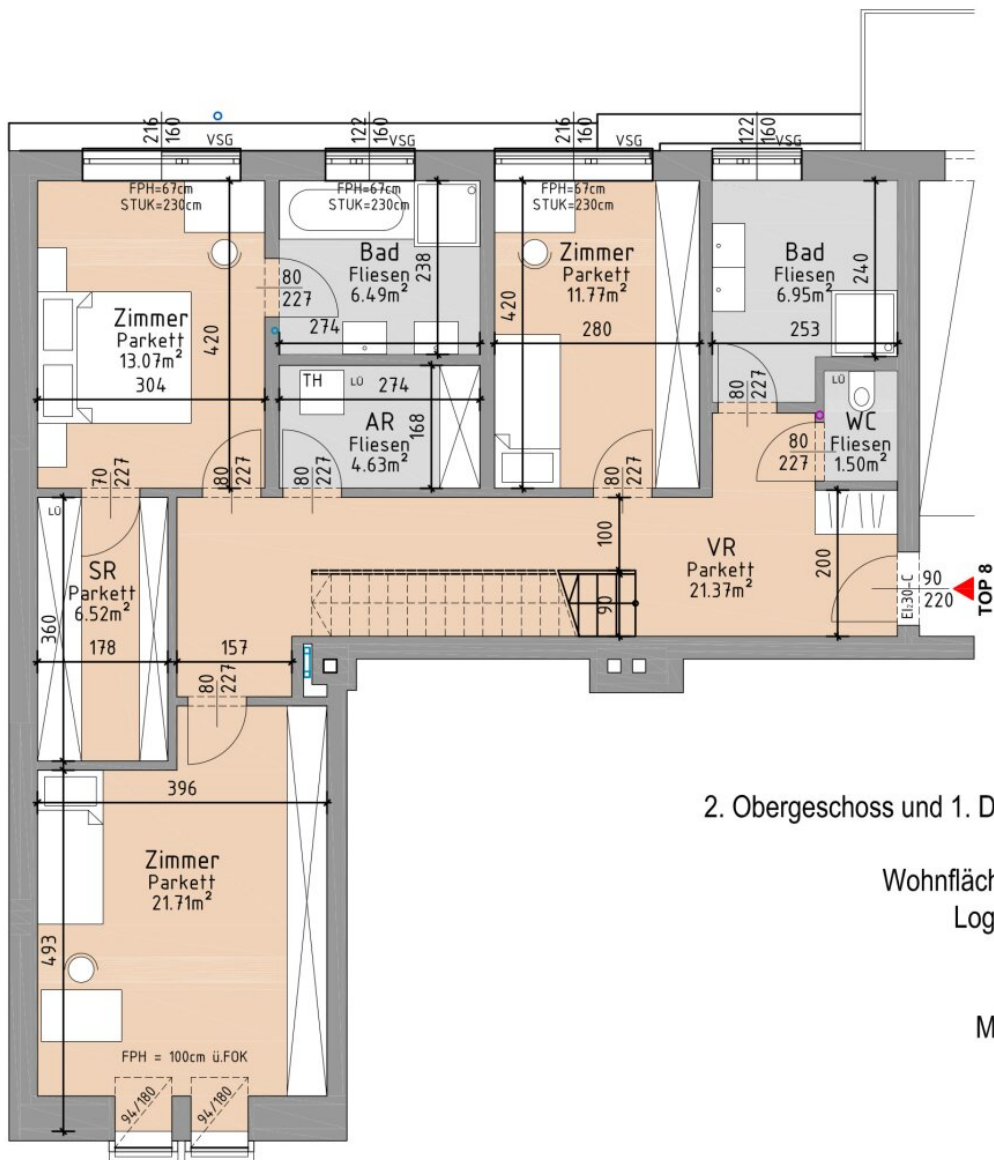 216
160
VSG
122
160
VSG
216
160
VSG
122
160
VSG
FPH=67cm
STUK=230cm
FPH=67cm
STUK=230cm
FPH=67cm
STUK=230cm
Zimmer
Parkett
13.07m²
304
420
80
227
Bad
Fliesen
6.49m²
238
274
Zimmer
Parkett
11.77m²
280
420
Bad
Fliesen
6.95m²
253
240
TH
LÜ
274
AR
Fliesen
4.63m²
168
LÜ
WC
Fliesen
1.50m²
80
227
80
227
70
227
80
227
80
227
80
227
LÜ
SR
Parkett
6.52m²
360
178
157
100
90
VR
Parkett
21.37m²
200
EI₂30-C
90
220
TOP 8
80
227
396
Zimmer
Parkett
21.71m²
493
FPH = 100cm ü.FOK
94/180
94/180
2. Obergeschoss und 1. D
Wohnfläch
Log
M